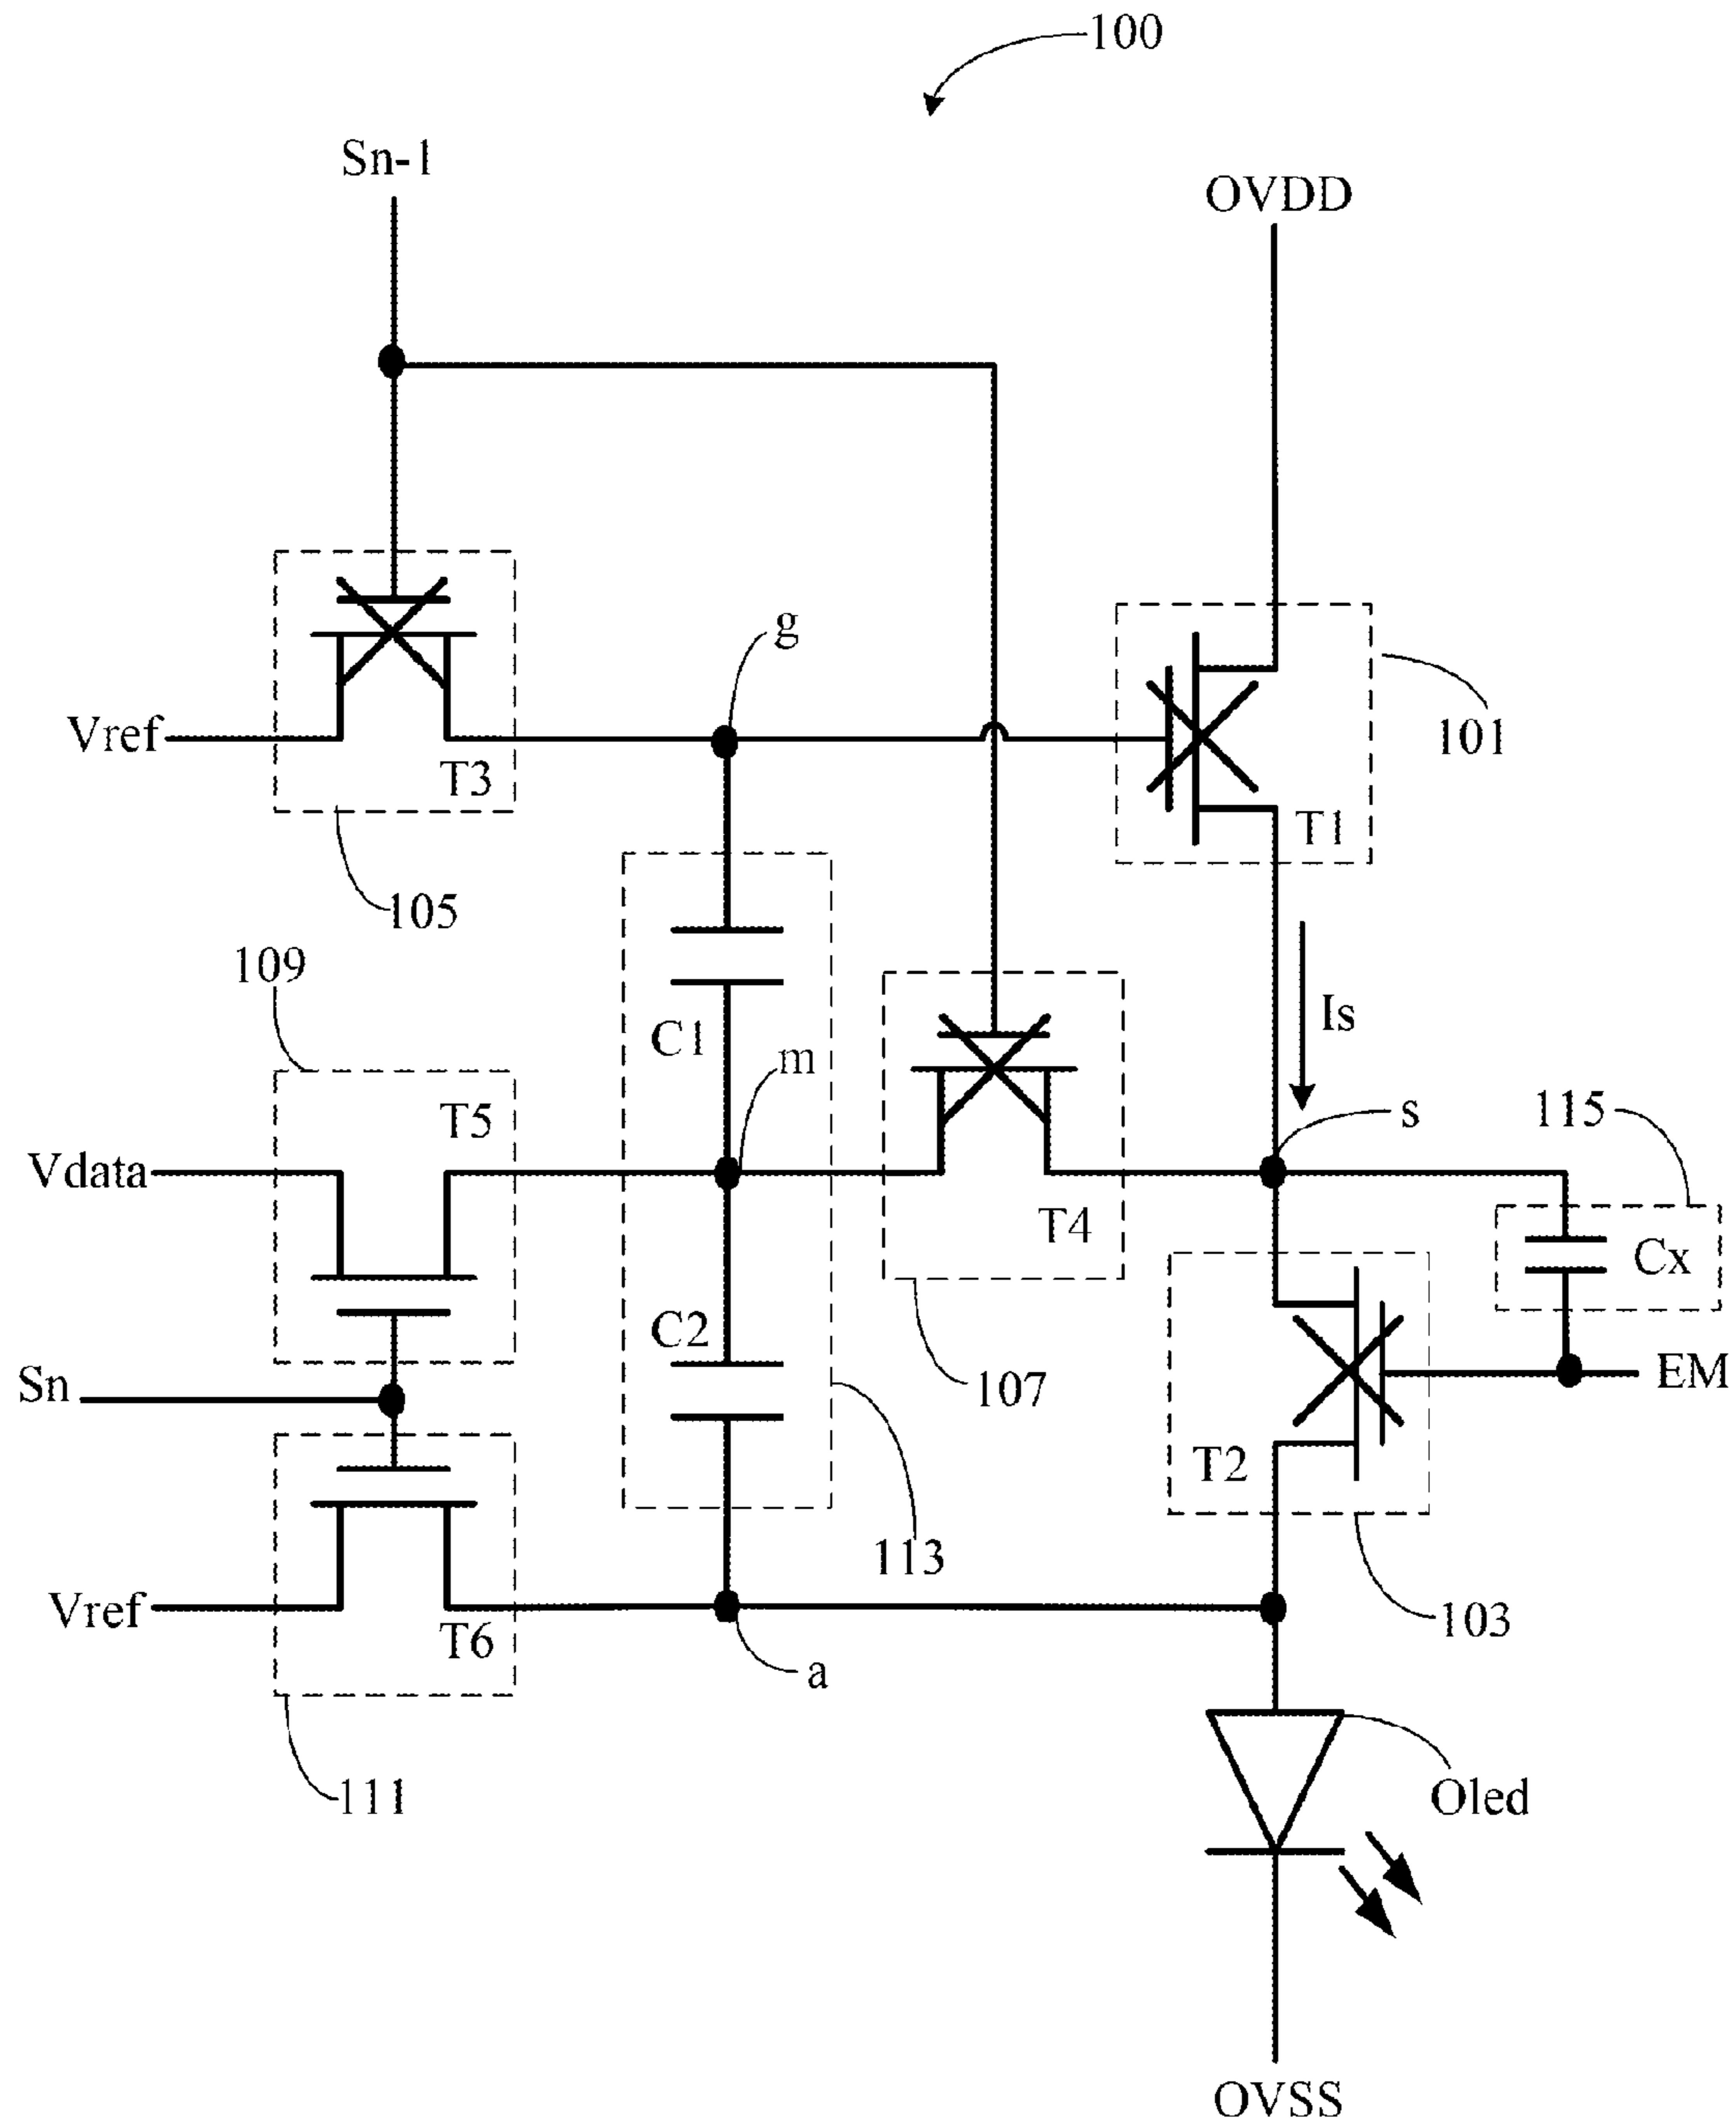 100
Sn-1
OVDD
g
Vref
T3
101
T1
105
109
C1
Is
m
s
115
T5
Vdata
T4
Cx
C2
Sn
107
EM
T2
113
Vref
T6
103
a
111
Oled
OVSS